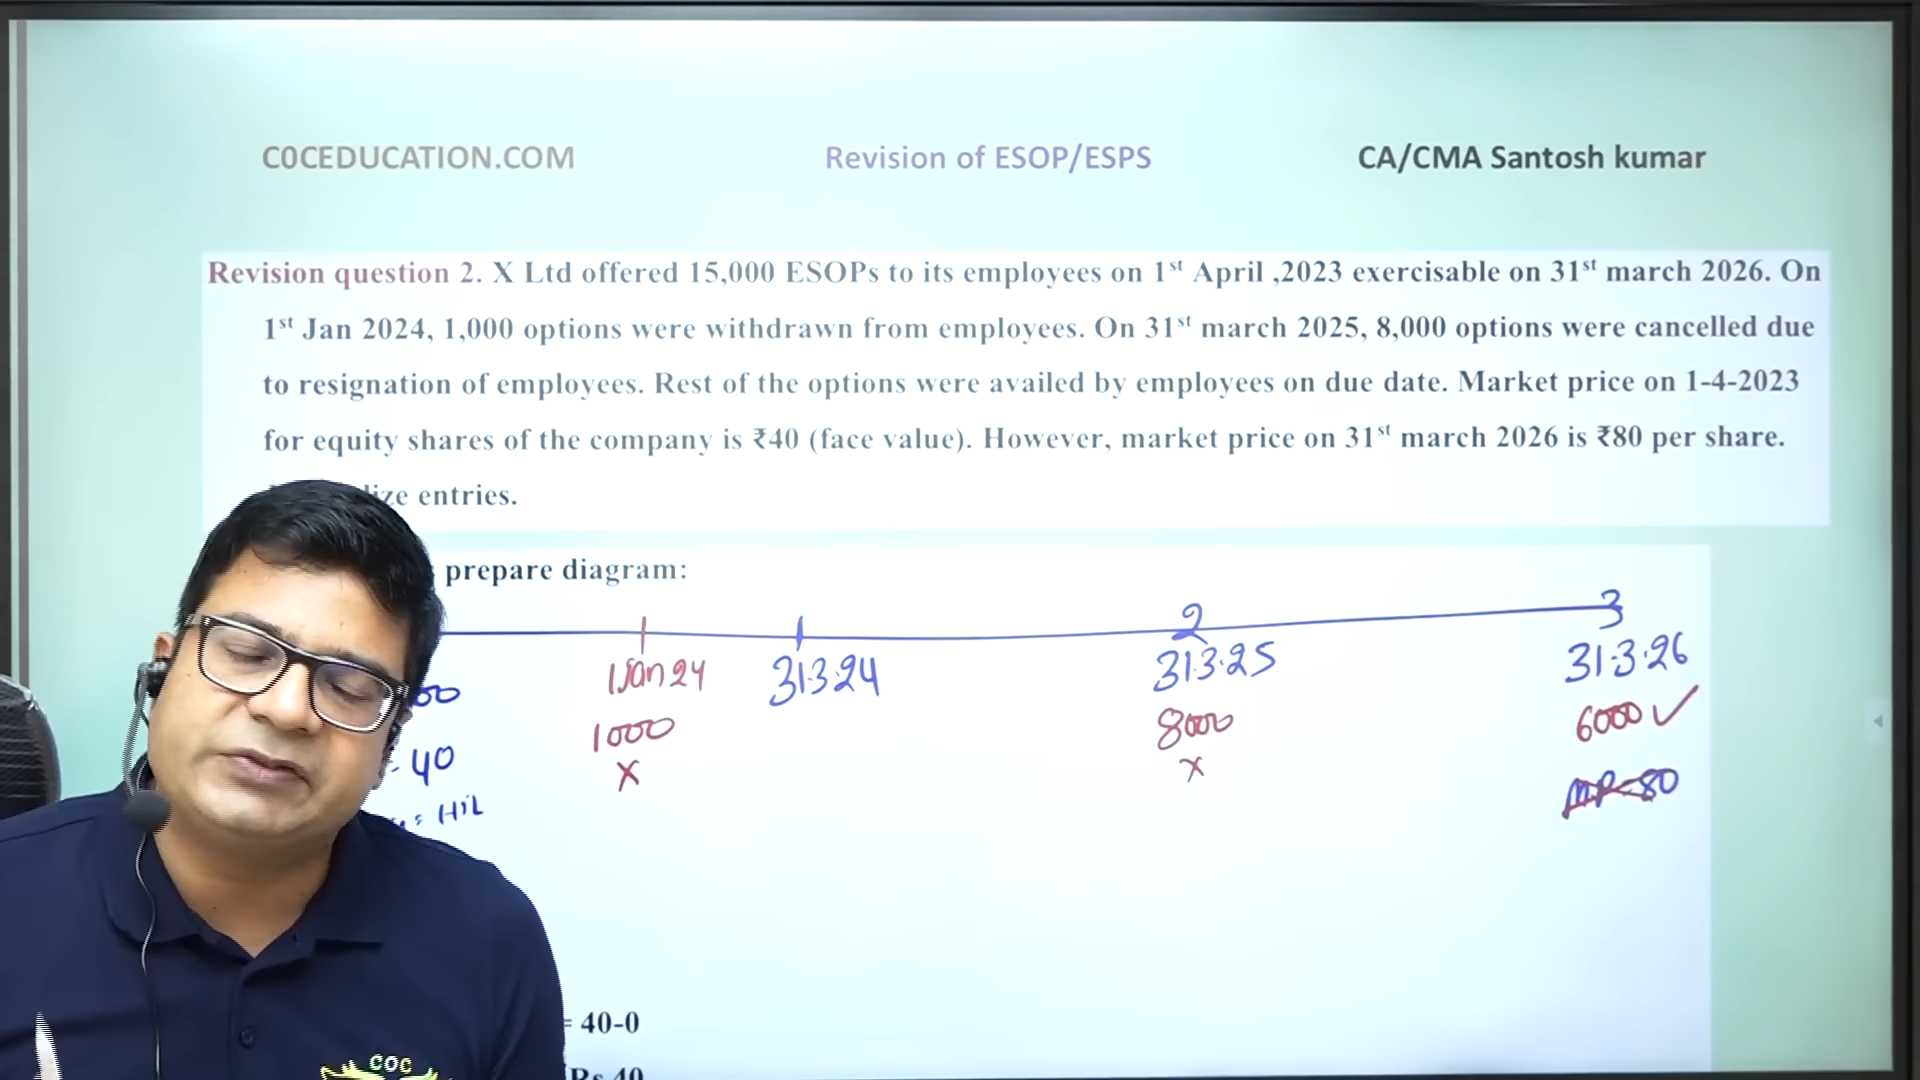 C0CEDUCATION.COM Revision of ESOP/ESPS CA/CMA Santosh kumar
Revision question 2. X Ltd offered 15,000 ESOPs to its employees on 1st April ,2023 exercisable on 31st march 2026. On
1st Jan 2024, 1,000 options were withdrawn from employees. On 31st march 2025, 8,000 options were cancelled due
to resignation of employees. Rest of the options were availed by employees on due date. Market price on 1-4-2023
for equity shares of the company is ₹40 (face value). However, market price on 31st march 2026 is ₹80 per share.
entries.
prepare diagram:
2 3
1Jan24 31.3.24 31.3.25 31.3.26
1000 8000 6000 ✓
40 x x MP=80
= NIL
= 40-0
COC
Rs 40